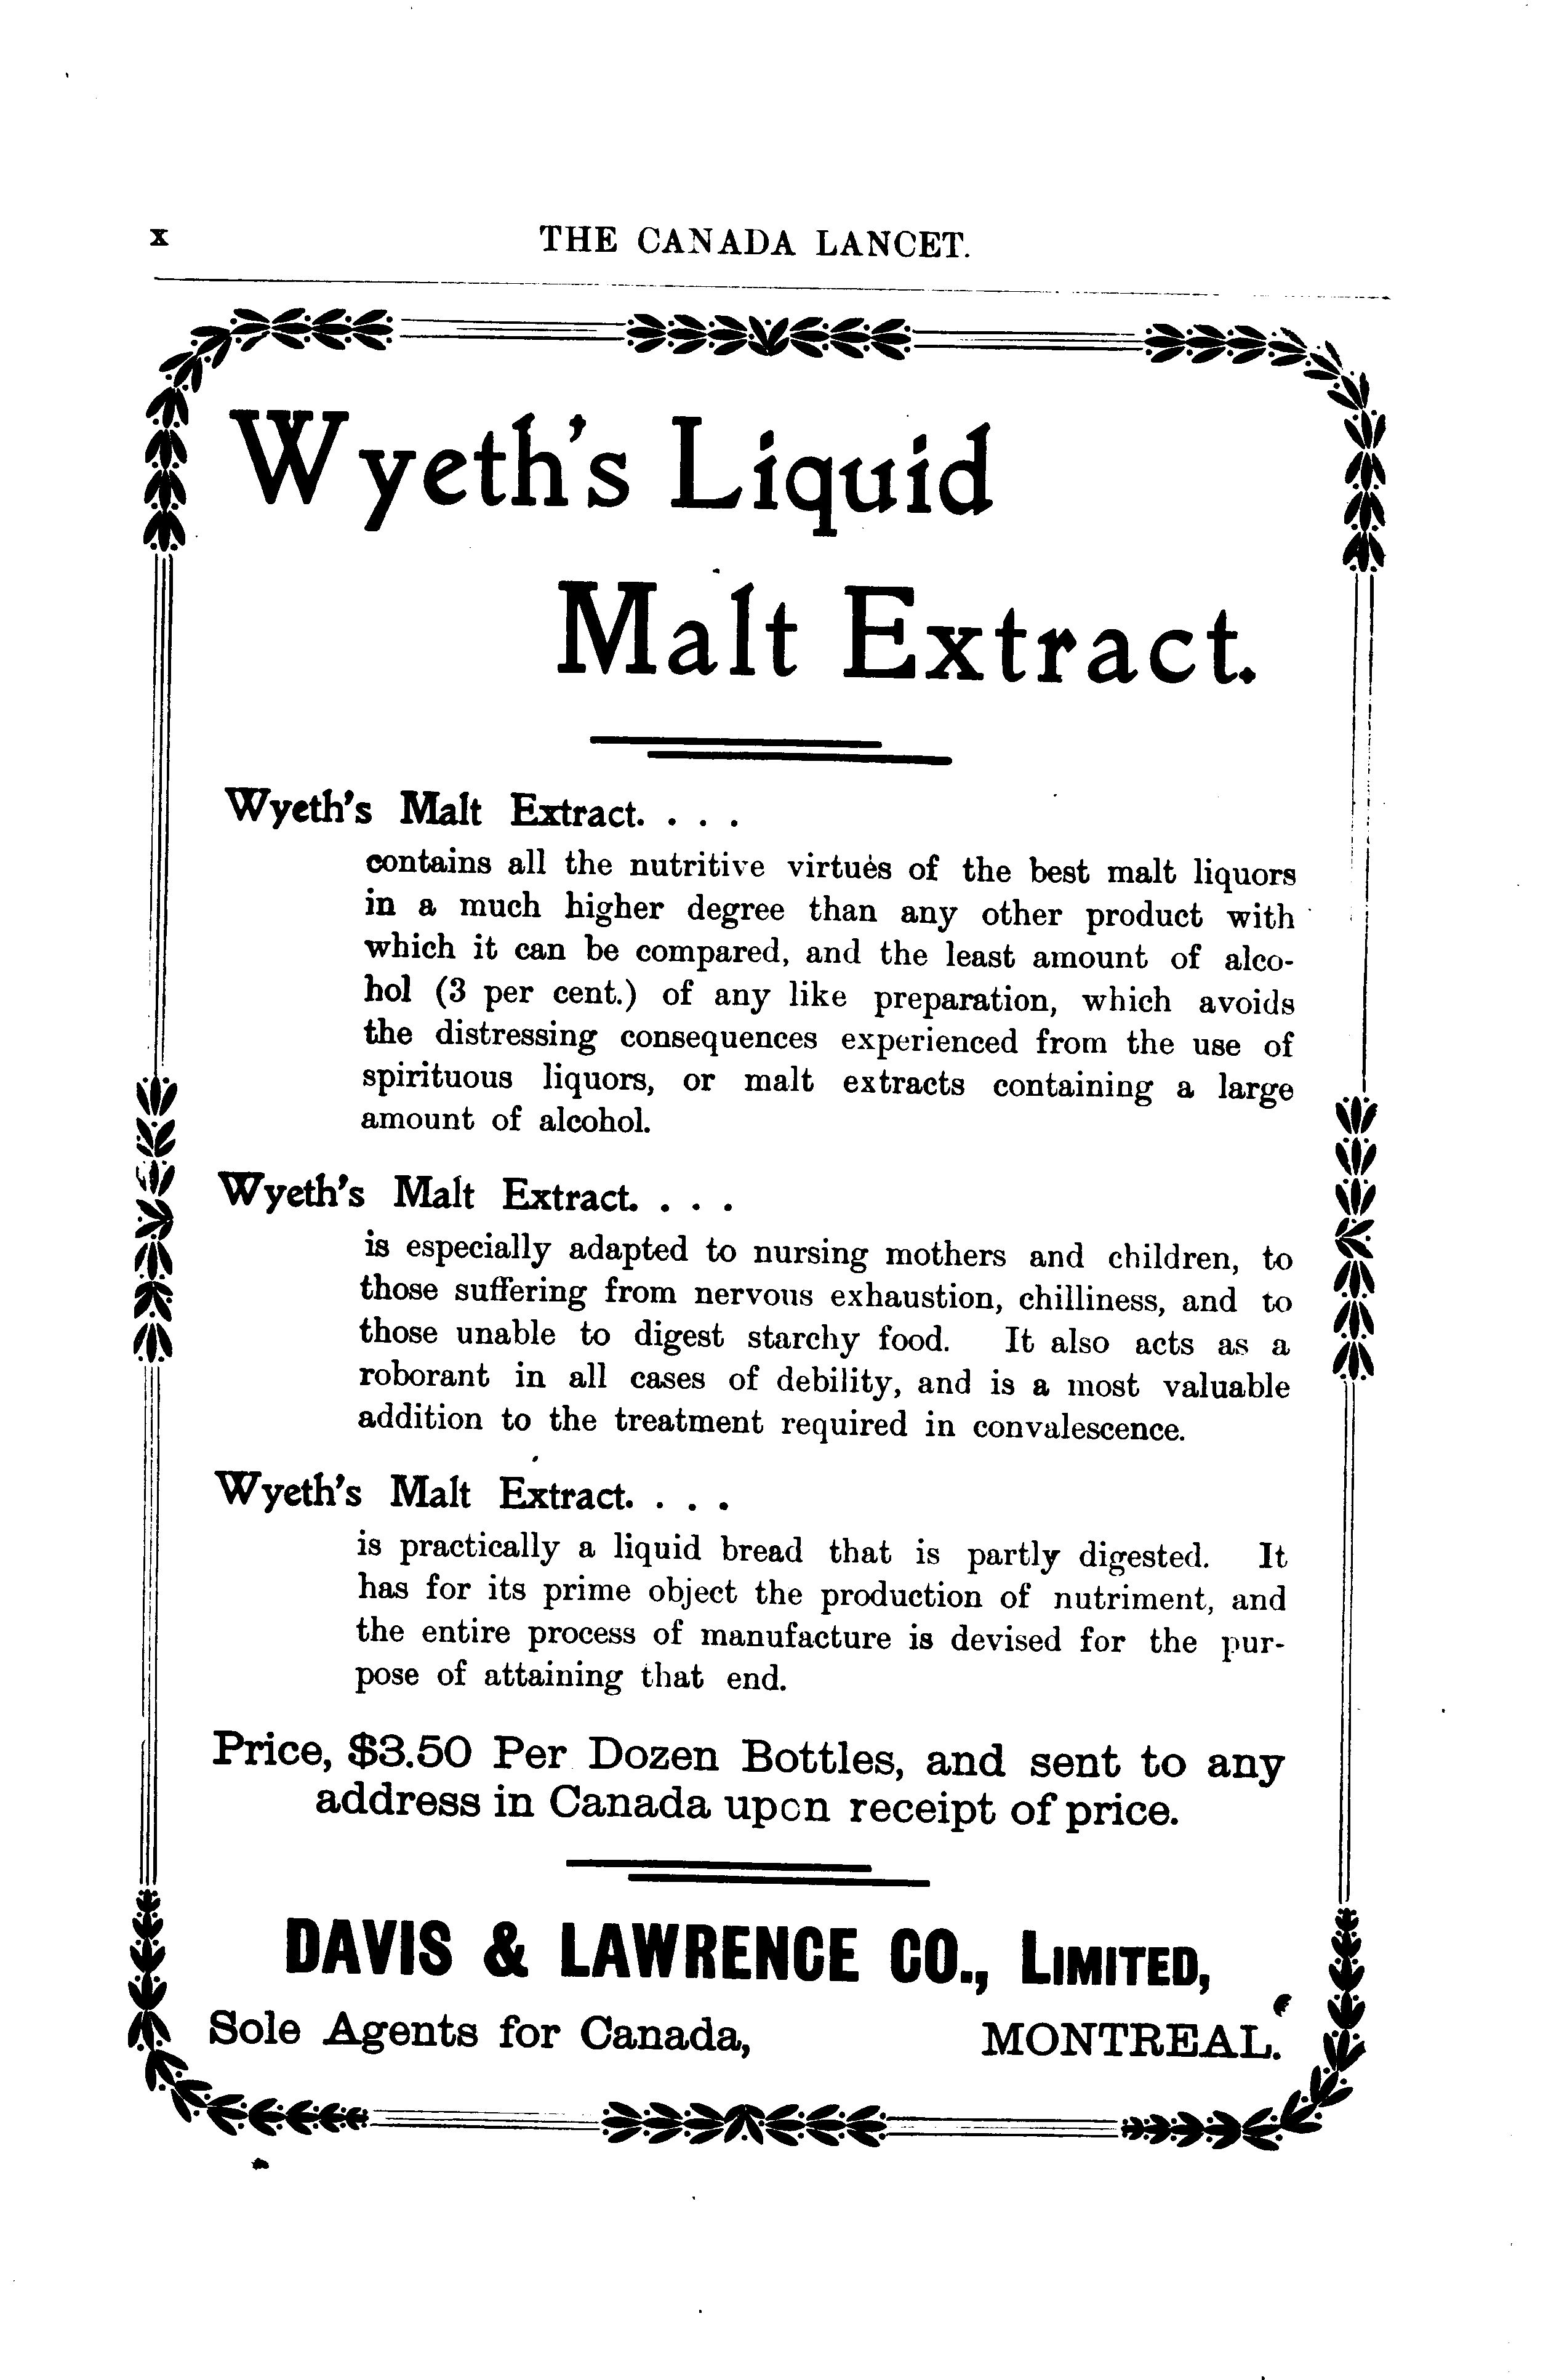 x
THE CANADA LANCET.
Wyeth's Liquid
Malt Extract.
Wyeth's Malt Extract. . . .
contains all the nutritive virtues of the best malt liquors
in a much higher degree than any other product with
which it can be compared, and the least amount of alco-
hol (3 per cent.) of any like preparation, which avoids
the distressing consequences experienced from the use of
spirituous liquors, or malt extracts containing a large
amount of alcohol.
Wyeth's Malt Extract. . . .
is especially adapted to nursing mothers and children, to
those suffering from nervous exhaustion, chilliness, and to
those unable to digest starchy food. It also acts as a
roborant in all cases of debility, and is a most valuable
addition to the treatment required in convalescence.
Wyeth's Malt Extract. . . .
is practically a liquid bread that is partly digested. It
has for its prime object the production of nutriment, and
the entire process of manufacture is devised for the pur-
pose of attaining that end.
Price, $3.50 Per Dozen Bottles, and sent to any
address in Canada upon receipt of price.
DAVIS & LAWRENCE CO., LIMITED,
Sole Agents for Canada, MONTREAL.